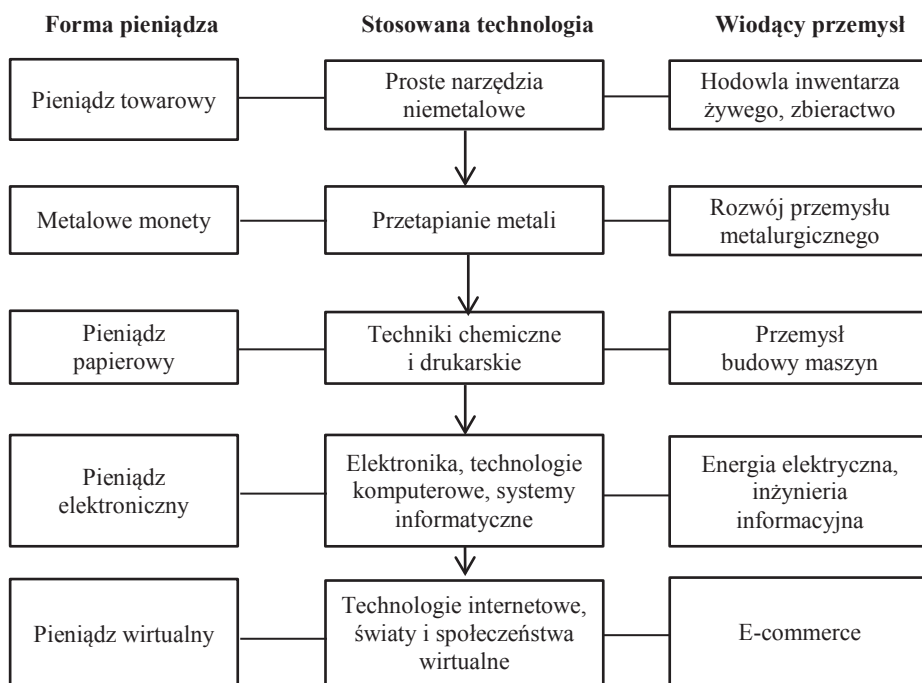 Forma pieniądza
Stosowana technologia
Wiodący przemysł
Pieniądz towarowy
Proste narzędzia
niemetalowe
Hodowla inwentarza
żywego, zbieractwo
Metalowe monety
Przetapianie metali
Rozwój przemysłu
metalurgicznego
Pieniądz
papierowy
Techniki chemiczne
i drukarskie
Przemysł
budowy maszyn
Pieniądz
elektroniczny
Elektronika, technologie
komputerowe, systemy
informatyczne
Energia elektryczna,
inżynieria
informacyjna
Pieniądz wirtualny
Technologie internetowe,
światy i społeczeństwa
wirtualne
E-commerce